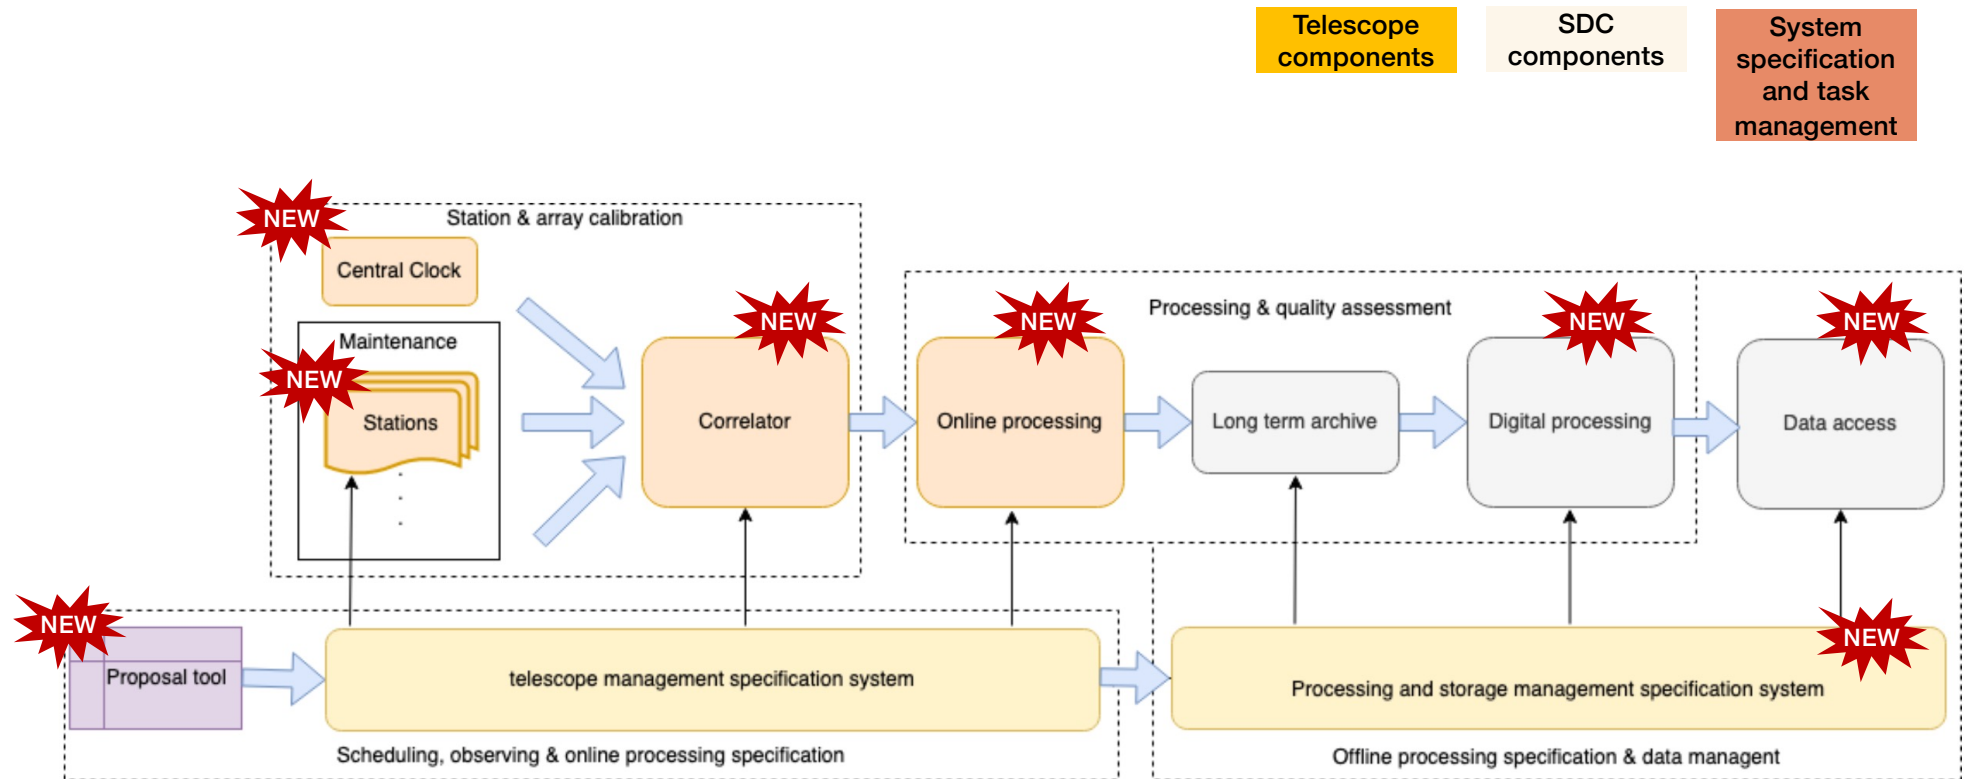 Telescope
components
SDC
components
System
specification
and task
management
NEW
Station & array calibration
Central Clock
NEW
NEW
Processing & quality assessment
NEW
NEW
Maintenance
NEW
Stations
Correlator
Online processing
Long term archive
Digital processing
Data access
NEW
Proposal tool
telescope management specification system
NEW
Processing and storage management specification system
Scheduling, observing & online processing specification
Offline processing specification & data managent